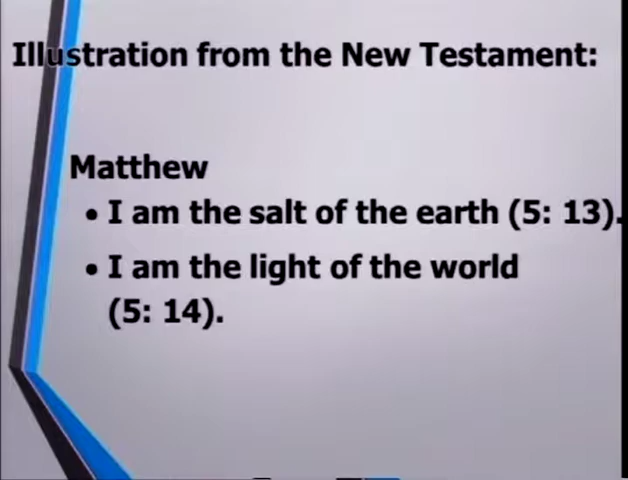 Illustration from the New Testament:
Matthew
• I am the salt of the earth (5: 13).
• I am the light of the world
(5: 14).